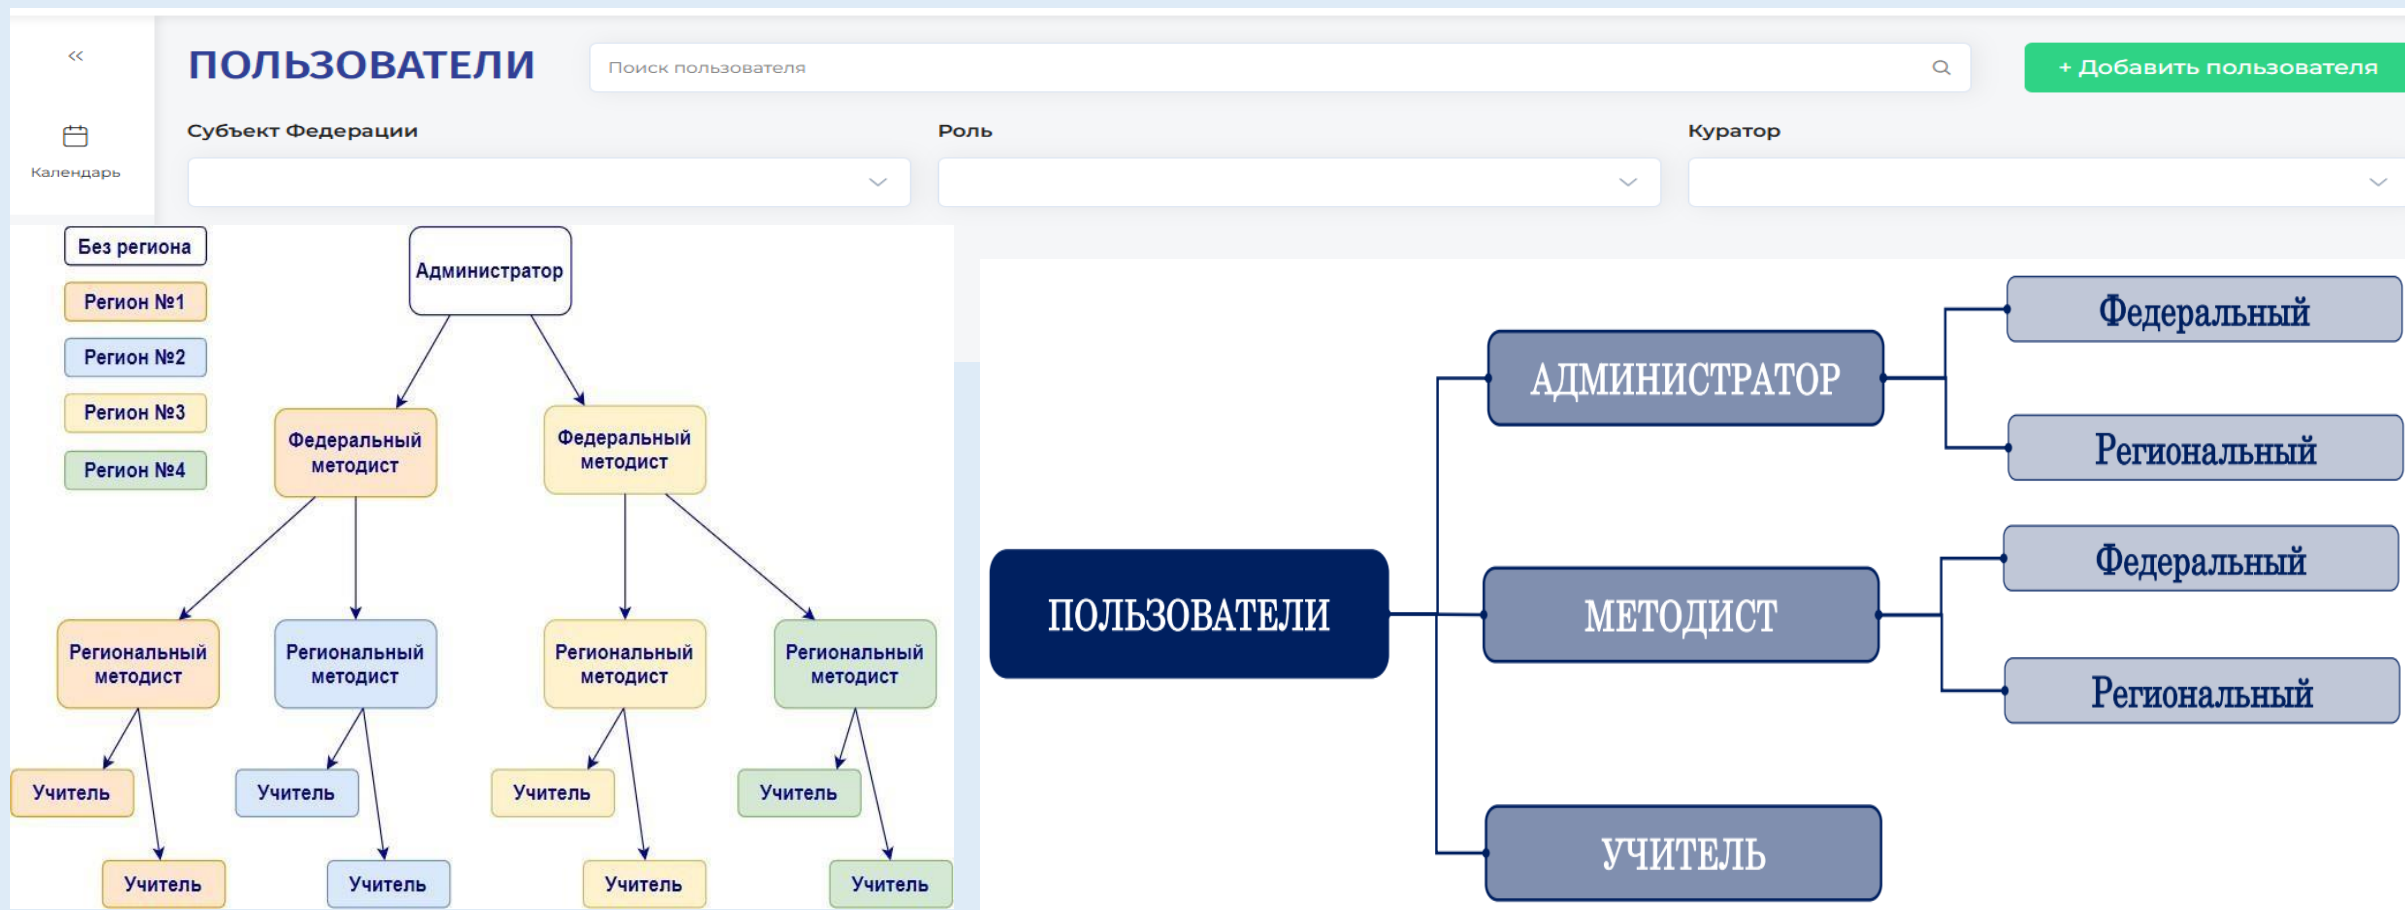 <<
ПОЛЬЗОВАТЕЛИ
Поиск пользователя
+ Добавить пользователя
Календарь
Субъект Федерации
Роль
Куратор
Без региона
Регион №1
Регион №2
Регион №3
Регион №4
Администратор
Федеральный
методист
Федеральный
методист
Региональный
методист
Региональный
методист
Региональный
методист
Региональный
методист
Учитель
Учитель
Учитель
Учитель
Учитель
Учитель
Учитель
Учитель
ПОЛЬЗОВАТЕЛИ
АДМИНИСТРАТОР
Федеральный
Региональный
МЕТОДИСТ
Федеральный
Региональный
УЧИТЕЛЬ